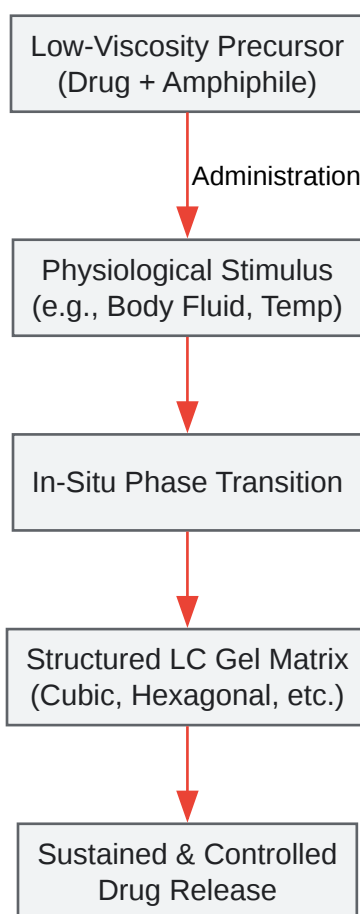 Low-Viscosity Precursor
(Drug + Amphiphile)
Administration
Physiological Stimulus
(e.g., Body Fluid, Temp)
In-Situ Phase Transition
Structured LC Gel Matrix
(Cubic, Hexagonal, etc.)
Sustained & Controlled
Drug Release